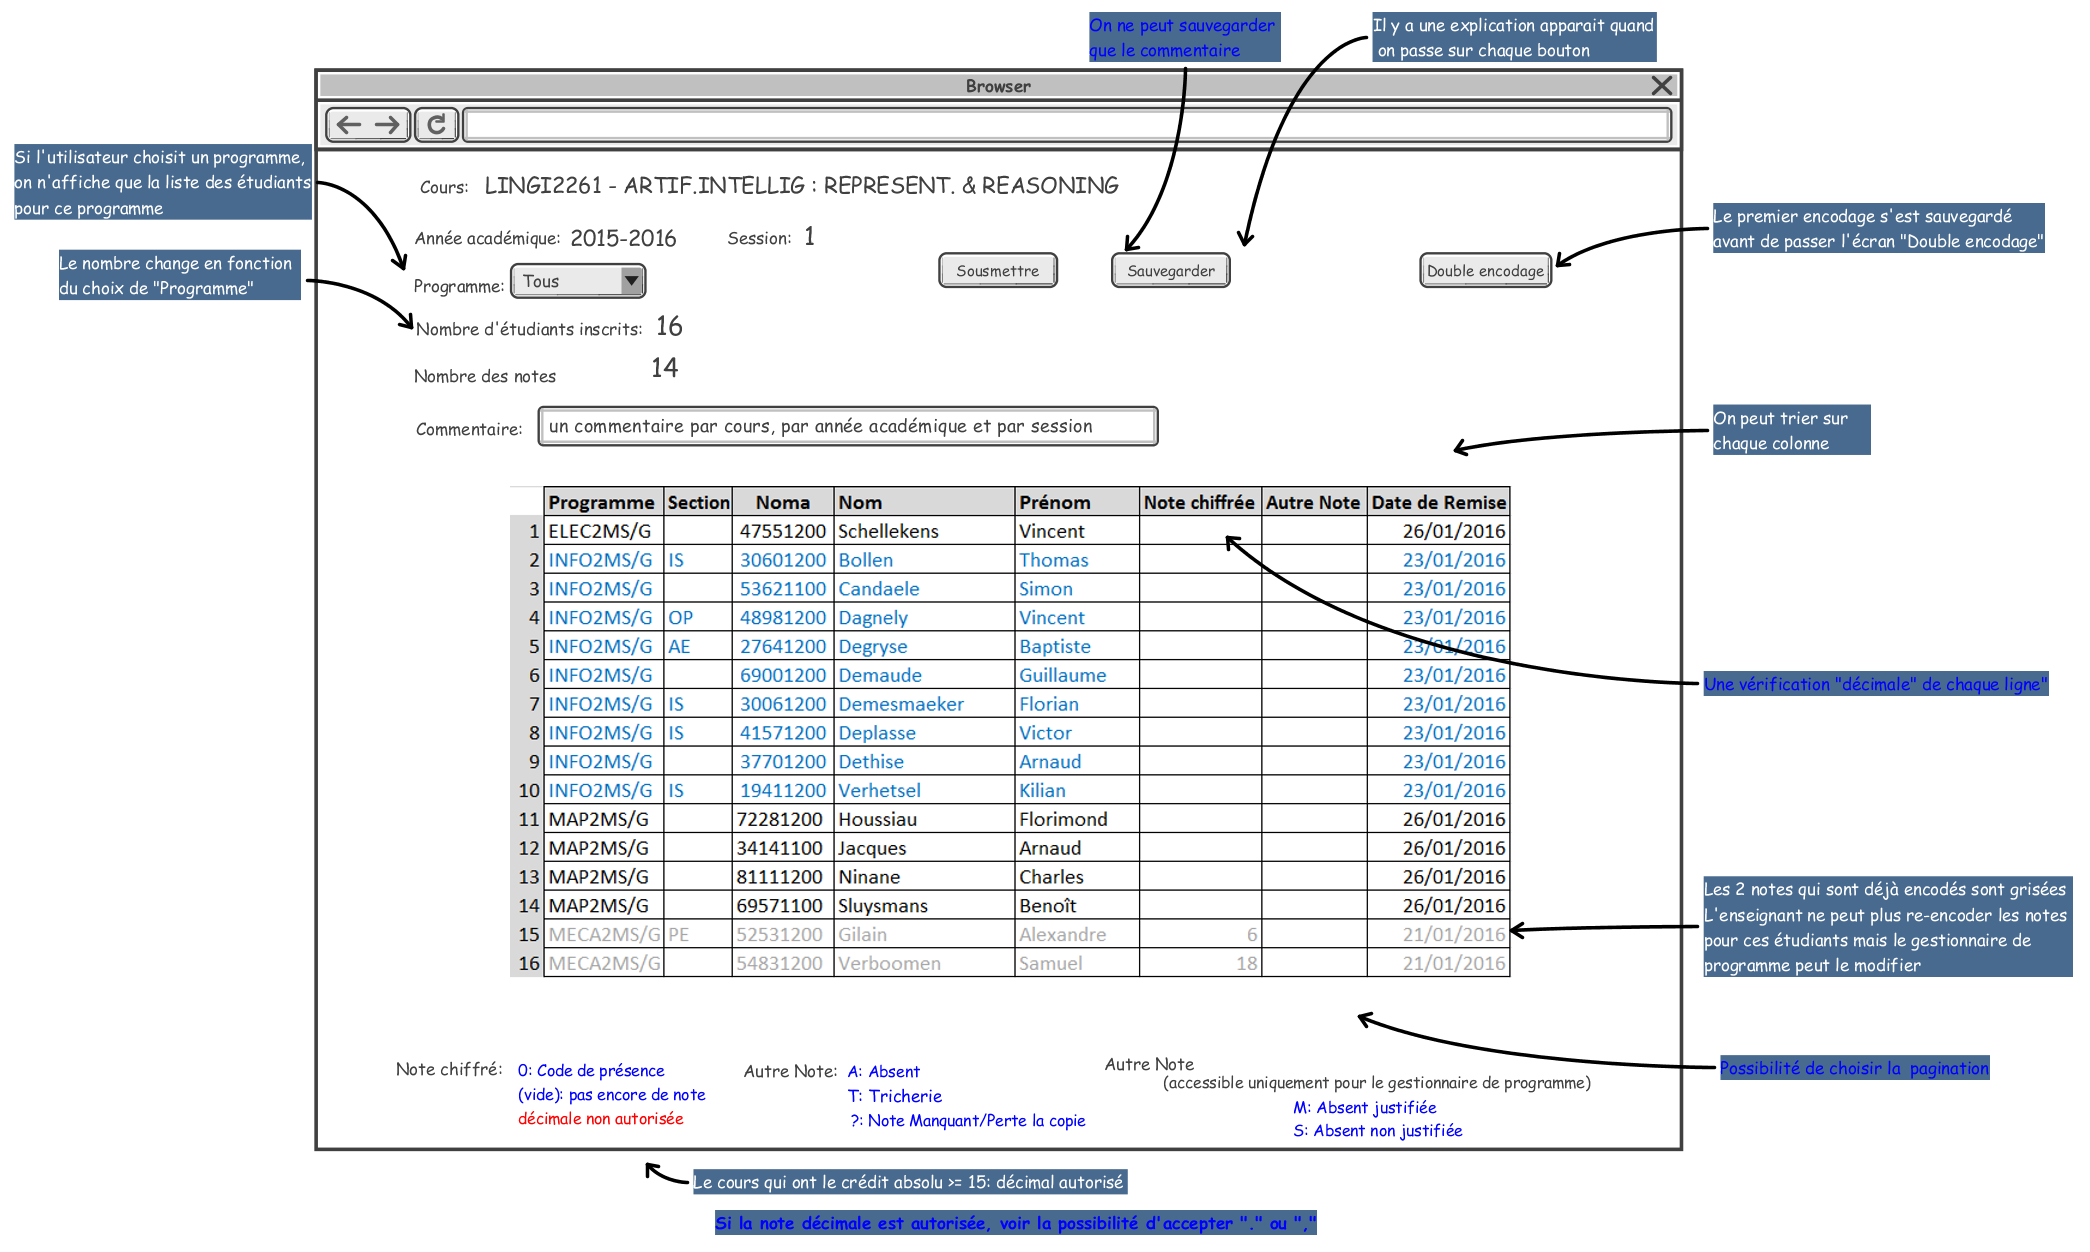 On ne peut sauvegarder
que le commentaire
Il y a une explication apparait quand
on passe sur chaque bouton
Browser
Si l'utilisateur choisit un programme,
on n'affiche que la liste des étudiants
pour ce programme
Cours: LINGI2261 - ARTIF.INTELLIG : REPRESENT. & REASONING
Le premier encodage s'est sauvegardé
avant de passer l'écran "Double encodage"
Année académique: 2015-2016 Session: 1
Le nombre change en fonction
du choix de "Programme"
Programme: Tous
Sousmettre Sauvegarder Double encodage
Nombre d'étudiants inscrits: 16
Nombre des notes 14
Commentaire: un commentaire par cours, par année académique et par session
On peut trier sur
chaque colonne
Programme Section Noma Nom Prénom Note chiffrée Autre Note Date de Remise
1 ELEC2MS/G 47551200 Schellekens Vincent 26/01/2016
2 INFO2MS/G IS 30601200 Bollen Thomas 23/01/2016
3 INFO2MS/G 53621100 Candaele Simon 23/01/2016
4 INFO2MS/G OP 48981200 Dagnely Vincent 23/01/2016
5 INFO2MS/G AE 27641200 Degryse Baptiste 23/01/2016
6 INFO2MS/G 69001200 Demaude Guillaume 23/01/2016
7 INFO2MS/G IS 30061200 Demesmaeker Florian 23/01/2016
8 INFO2MS/G IS 41571200 Deplasse Victor 23/01/2016
9 INFO2MS/G 37701200 Dethise Arnaud 23/01/2016
10 INFO2MS/G IS 19411200 Verhetsel Kilian 23/01/2016
11 MAP2MS/G 72281200 Houssiau Florimond 26/01/2016
12 MAP2MS/G 34141100 Jacques Arnaud 26/01/2016
13 MAP2MS/G 81111200 Ninane Charles 26/01/2016
14 MAP2MS/G 69571100 Sluysmans Benoît 26/01/2016
15 MECA2MS/G PE 52531200 Gilain Alexandre 6 21/01/2016
16 MECA2MS/G 54831200 Verboomen Samuel 18 21/01/2016
Une vérification "décimale" de chaque ligne"
Les 2 notes qui sont déjà encodés sont grisées
L'enseignant ne peut plus re-encoder les notes
pour ces étudiants mais le gestionnaire de
programme peut le modifier
Possibilité de choisir la pagination
Note chiffré: 0: Code de présence
(vide): pas encore de note
décimale non autorisée
Autre Note: A: Absent
T: Tricherie
?: Note Manquant/Perte la copie
Autre Note
(accessible uniquement pour le gestionnaire de programme)
M: Absent justifiée
S: Absent non justifiée
Le cours qui ont le crédit absolu >= 15: décimal autorisé
Si la note décimale est autorisée, voir la possibilité d'accepter "." ou ","